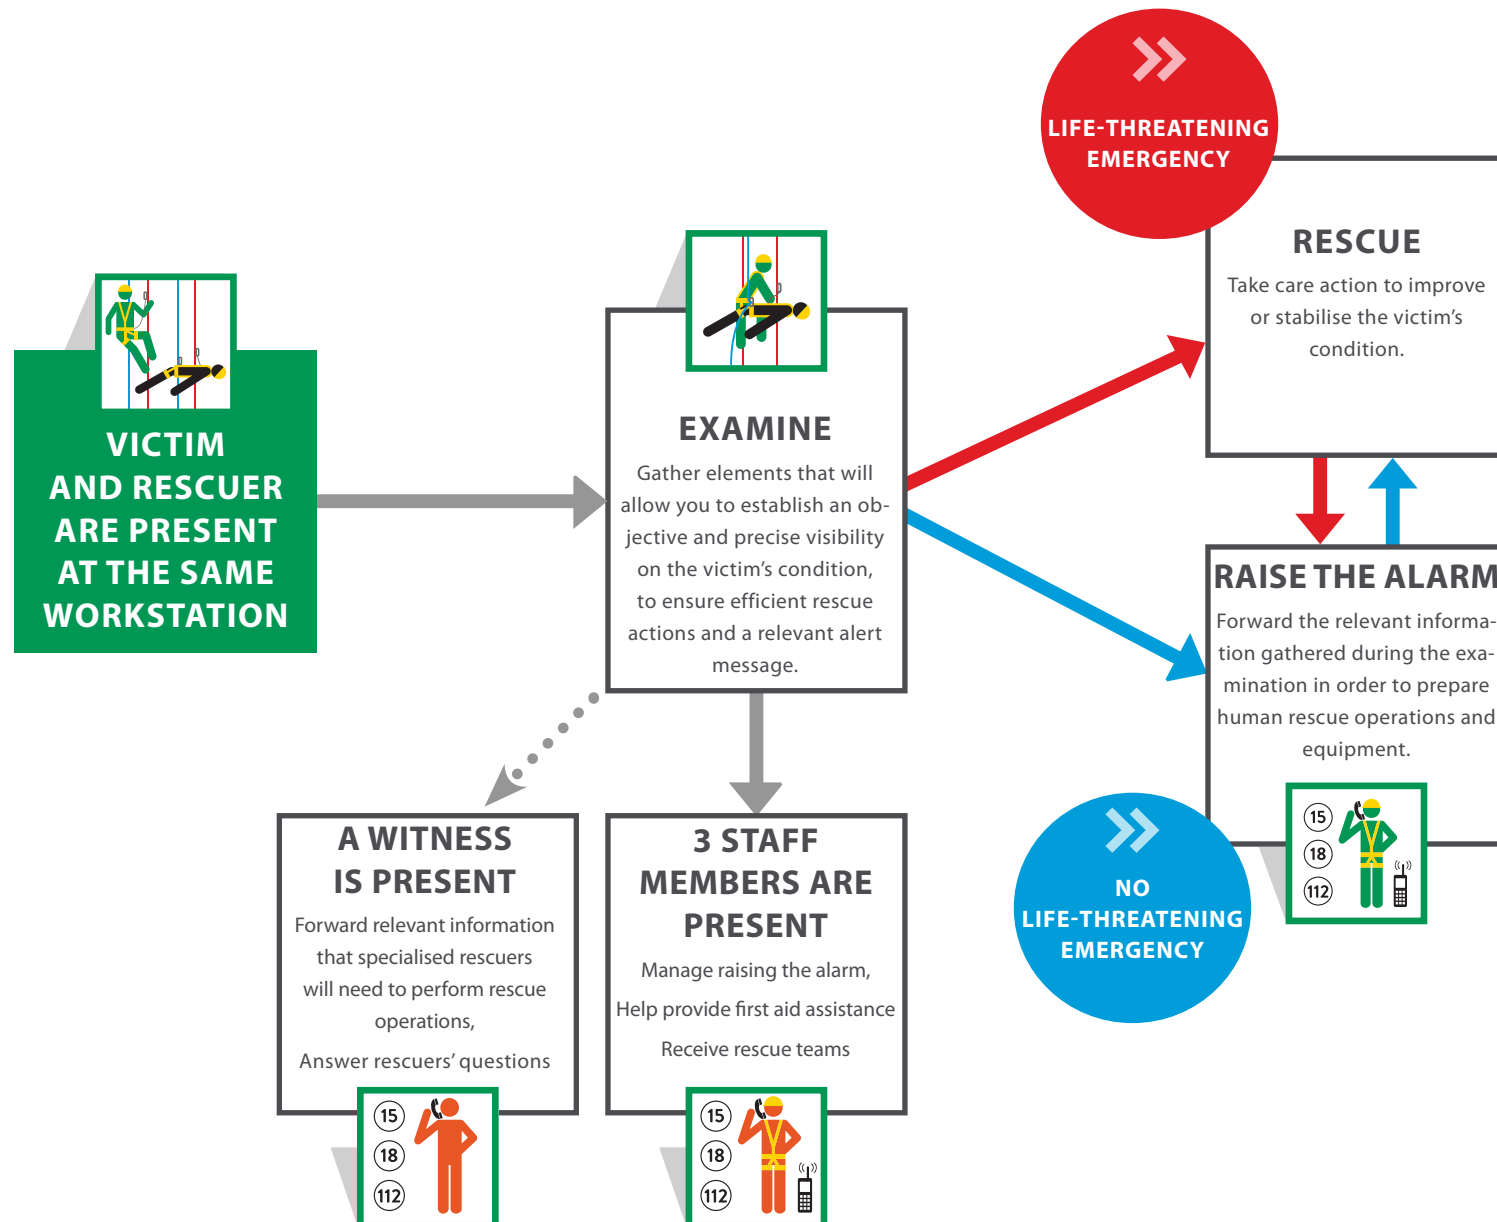 LIFE-THREATENING
EMERGENCY
RESCUE
Take care action to improve
or stabilise the victim’s
condition.
VICTIM
AND RESCUER
ARE PRESENT
AT THE SAME
WORKSTATION
EXAMINE
Gather elements that will
allow you to establish an ob-
jective and precise visibility
on the victim’s condition,
to ensure efficient rescue
actions and a relevant alert
message.
RAISE THE ALARM
Forward the relevant informa-
tion gathered during the exa-
mination in order to prepare
human rescue operations and
equipment.
15
18
112
NO
LIFE-THREATENING
EMERGENCY
A WITNESS
IS PRESENT
Forward relevant information
that specialised rescuers
will need to perform rescue
operations,
Answer rescuers’ questions
15
18
112
3 STAFF
MEMBERS ARE
PRESENT
Manage raising the alarm,
Help provide first aid assistance
Receive rescue teams
15
18
112